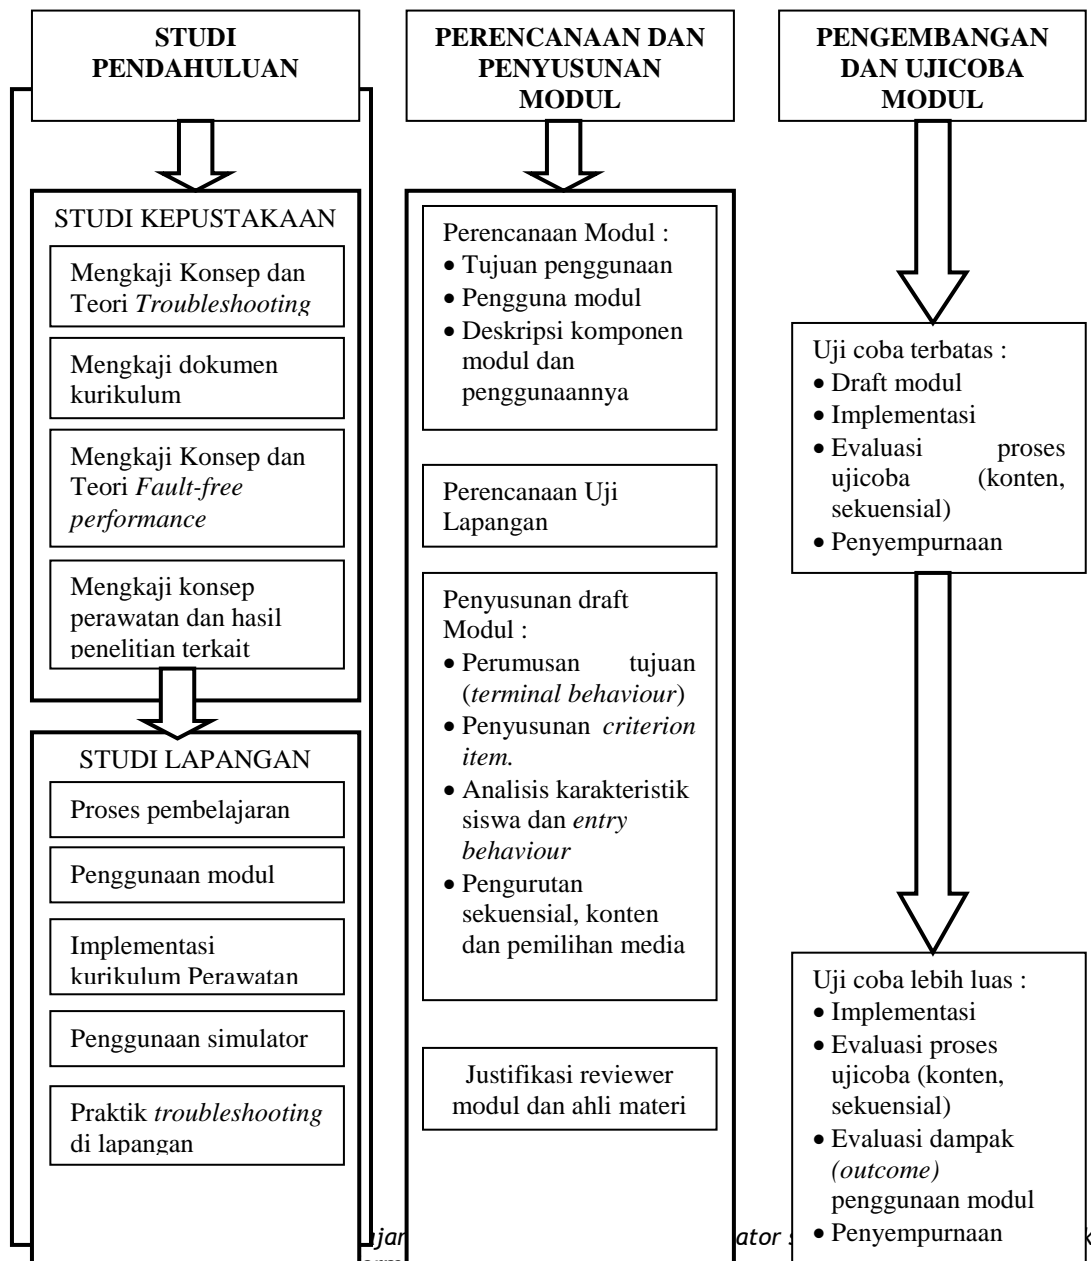 STUDI
PENDAHULUAN
STUDI KEPUSTAKAAN
Mengkaji Konsep dan
Teori Troubleshooting
Mengkaji dokumen
kurikulum
Mengkaji Konsep dan
Teori Fault-free
performance
Mengkaji konsep
perawatan dan hasil
penelitian terkait
STUDI LAPANGAN
Proses pembelajaran
Penggunaan modul
Implementasi
kurikulum Perawatan
Penggunaan simulator
Praktik troubleshooting
di lapangan
PERENCANAAN DAN
PENYUSUNAN
MODUL
Perencanaan Modul :
• Tujuan penggunaan
• Pengguna modul
• Deskripsi komponen
modul dan
penggunaannya
Perencanaan Uji
Lapangan
Penyusunan draft
Modul :
• Perumusan tujuan
(terminal behaviour)
• Penyusunan criterion
item.
• Analisis karakteristik
siswa dan entry
behaviour
• Pengurutan
sekuensial, konten
dan pemilihan media
Justifikasi reviewer
modul dan ahli materi
PENGEMBANGAN
DAN UJICOBA
MODUL
Uji coba terbatas :
• Draft modul
• Implementasi
• Evaluasi proses
ujicoba (konten,
sekuensial)
• Penyempurnaan
Uji coba lebih luas :
• Implementasi
• Evaluasi proses
ujicoba (konten,
sekuensial)
• Evaluasi dampak
(outcome)
penggunaan modul
• Penyempurnaan